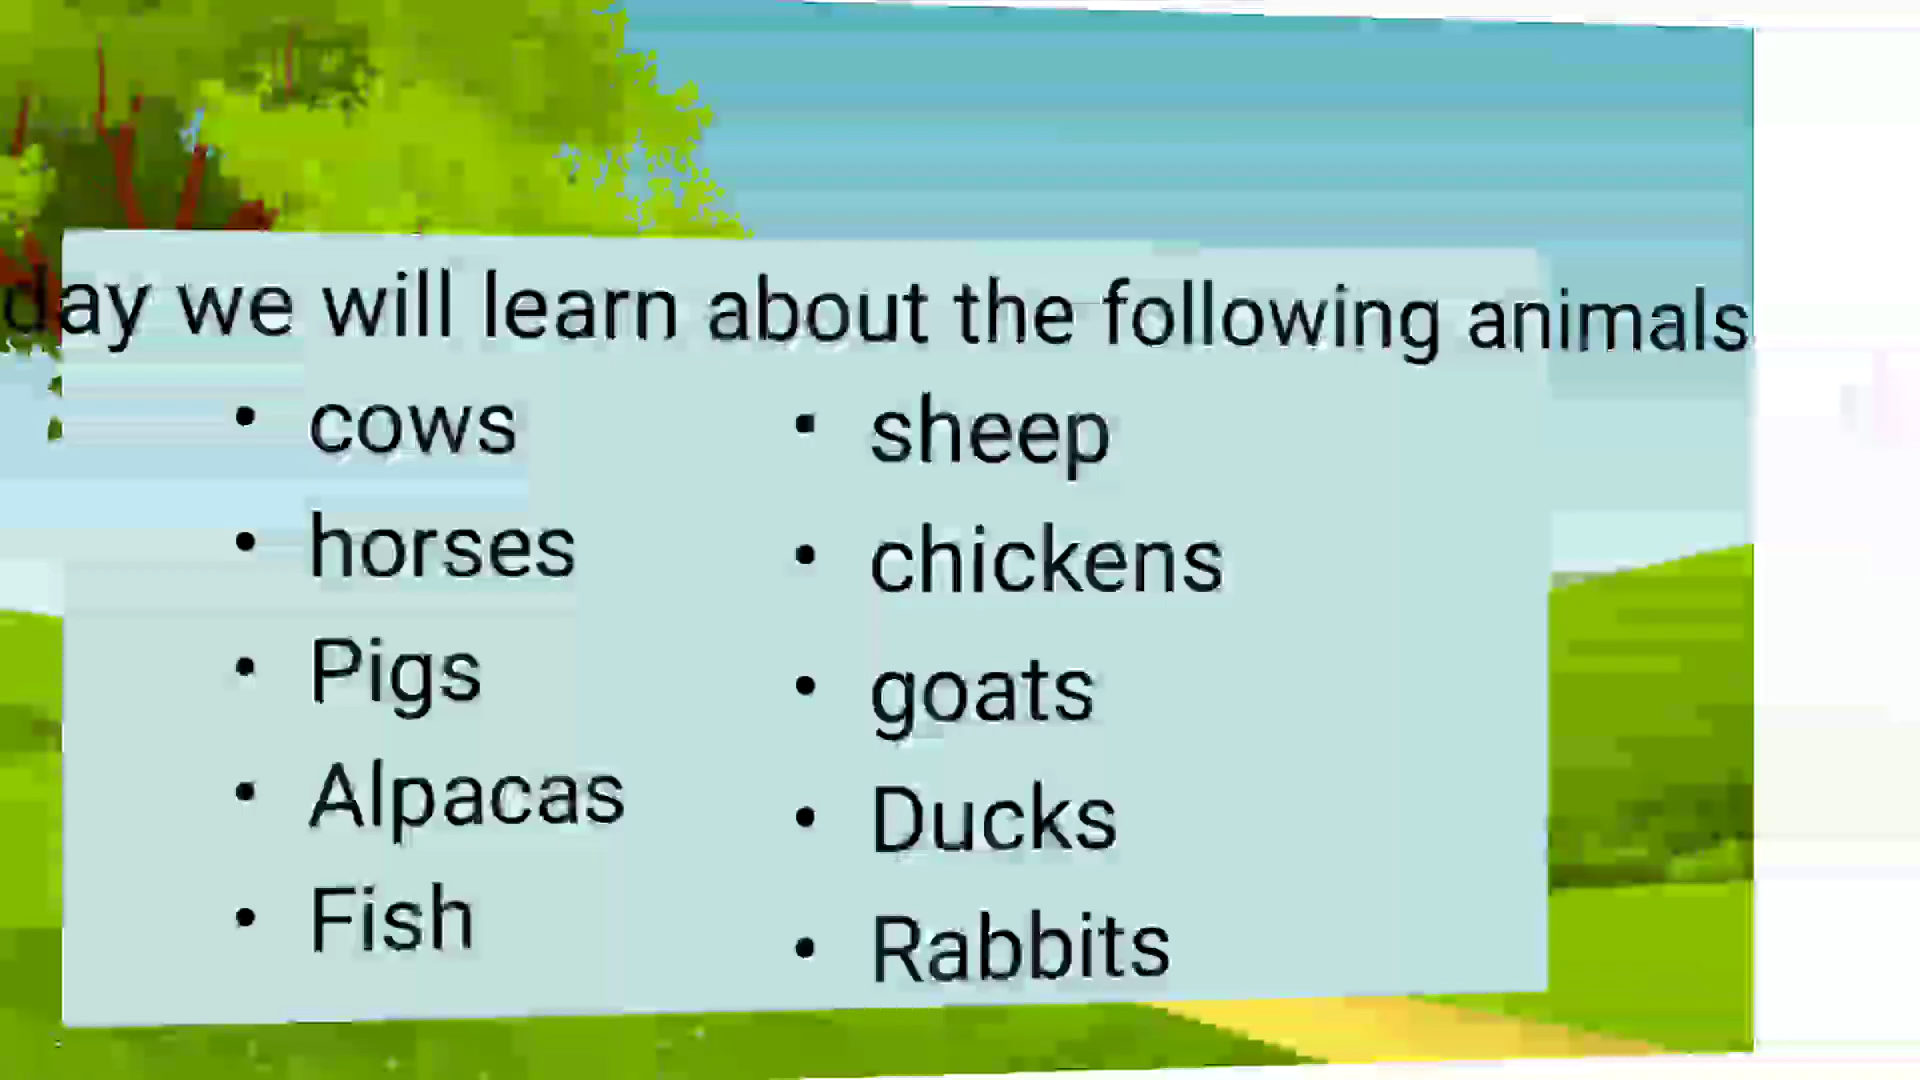 day we will learn about the following animals
• cows
• horses
• Pigs
• Alpacas
• Fish
• sheep
• chickens
• goats
• Ducks
• Rabbits